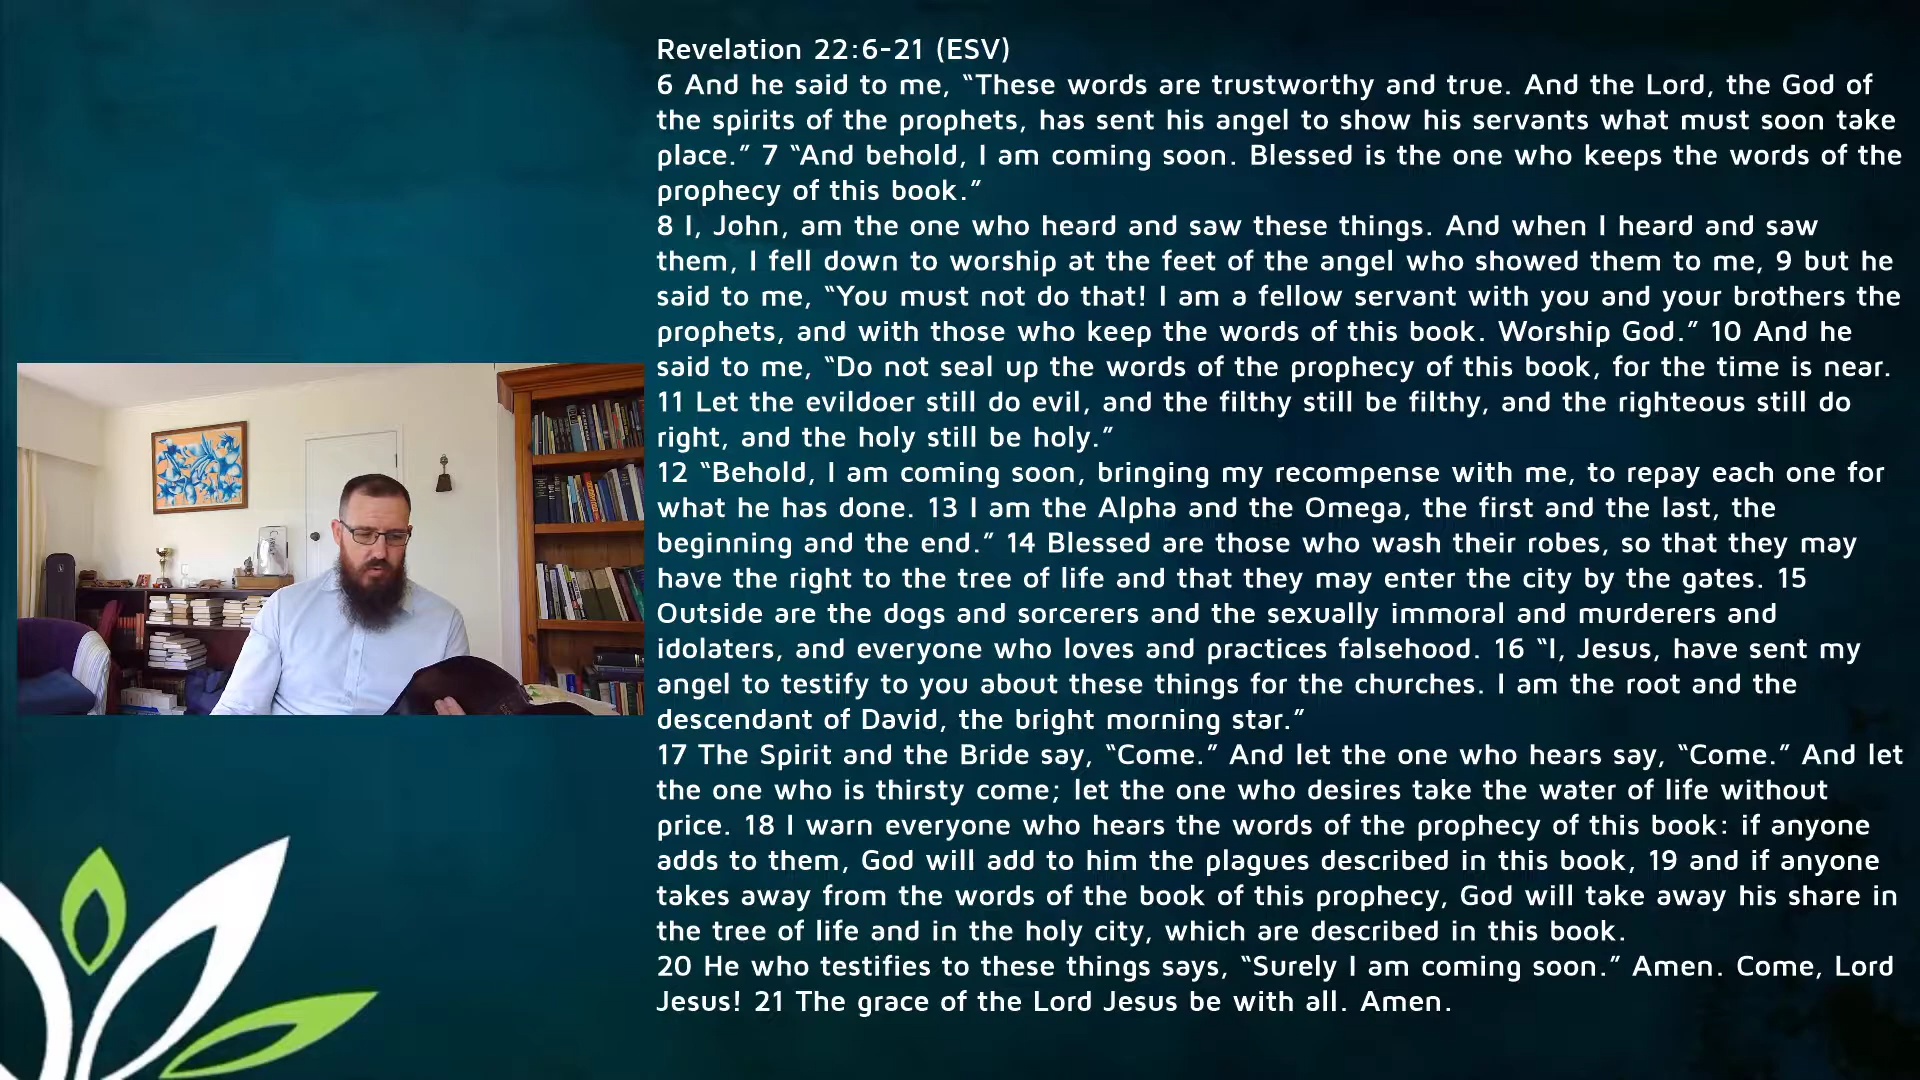 Revelation 22:6-21 (ESV)
6 And he said to me, “These words are trustworthy and true. And the Lord, the God of
the spirits of the prophets, has sent his angel to show his servants what must soon take
place.” 7 “And behold, I am coming soon. Blessed is the one who keeps the words of the
prophecy of this book.”
8 I, John, am the one who heard and saw these things. And when I heard and saw
them, I fell down to worship at the feet of the angel who showed them to me, 9 but he
said to me, “You must not do that! I am a fellow servant with you and your brothers the
prophets, and with those who keep the words of this book. Worship God.” 10 And he
said to me, “Do not seal up the words of the prophecy of this book, for the time is near.
11 Let the evildoer still do evil, and the filthy still be filthy, and the righteous still do
right, and the holy still be holy.”
12 “Behold, I am coming soon, bringing my recompense with me, to repay each one for
what he has done. 13 I am the Alpha and the Omega, the first and the last, the
beginning and the end.” 14 Blessed are those who wash their robes, so that they may
have the right to the tree of life and that they may enter the city by the gates. 15
Outside are the dogs and sorcerers and the sexually immoral and murderers and
idolaters, and everyone who loves and practices falsehood. 16 “I, Jesus, have sent my
angel to testify to you about these things for the churches. I am the root and the
descendant of David, the bright morning star.”
17 The Spirit and the Bride say, “Come.” And let the one who hears say, “Come.” And let
the one who is thirsty come; let the one who desires take the water of life without
price. 18 I warn everyone who hears the words of the prophecy of this book: if anyone
adds to them, God will add to him the plagues described in this book, 19 and if anyone
takes away from the words of the book of this prophecy, God will take away his share in
the tree of life and in the holy city, which are described in this book.
20 He who testifies to these things says, “Surely I am coming soon.” Amen. Come, Lord
Jesus! 21 The grace of the Lord Jesus be with all. Amen.